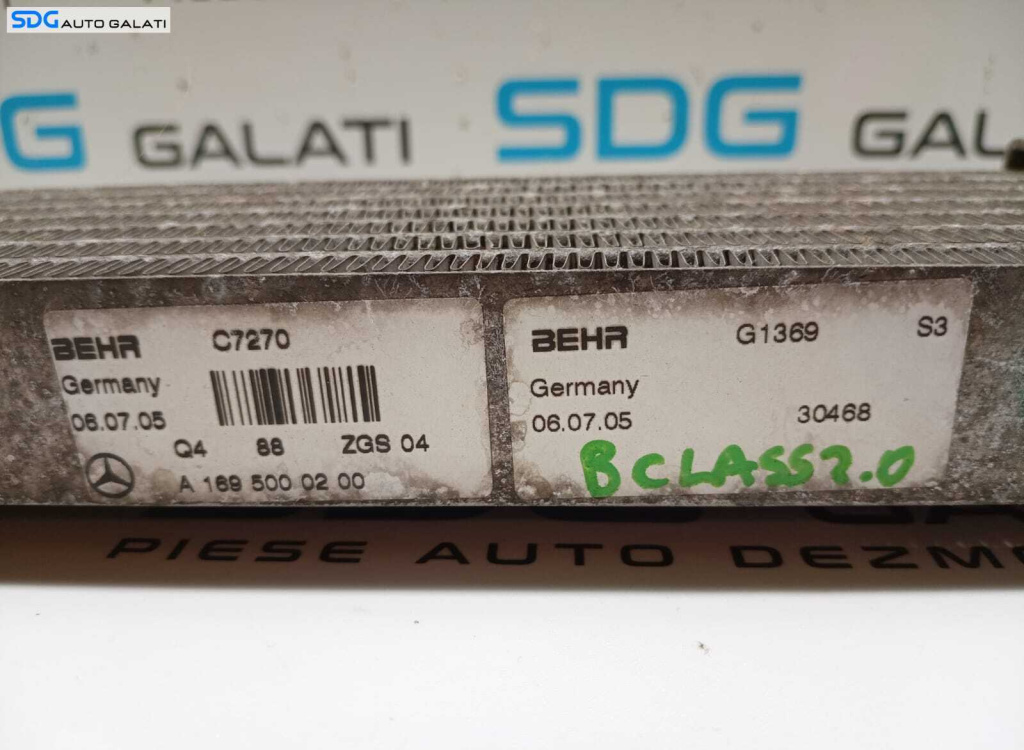 SDG AUTO GALATI
G GALATI SDG GAL
BEHR C7270
Germany
06.07.05
Q4 88 ZGS 04
A 169 500 02 00
BEHR G1369 S3
Germany
06.07.05 30468
B CLASS 2.0
PIESE AUTO DEZM